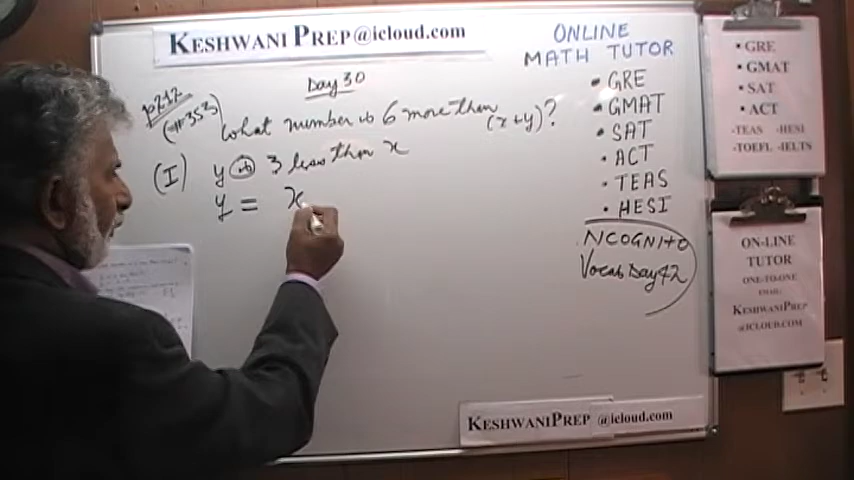 KESHWANI PREP@icloud.com
Day 30
p212
(#353)
What number is 6 more than
(x+y)?
(I) y is 3 less than x
y = x
ONLINE
MATH TUTOR
• GRE
• GMAT
• SAT
• ACT
• TEAS
• HESI
NCOGNITO
Vocab Day 42
• GRE
• GMAT
• SAT
• ACT
-TEAS -HESI
-TOEFL -IELTS
ON-LINE
TUTOR
ONE-TO-ONE
EMAIL:
KESHWANIPREP
@ICLOUD.COM
KESHWANIPREP @icloud.com